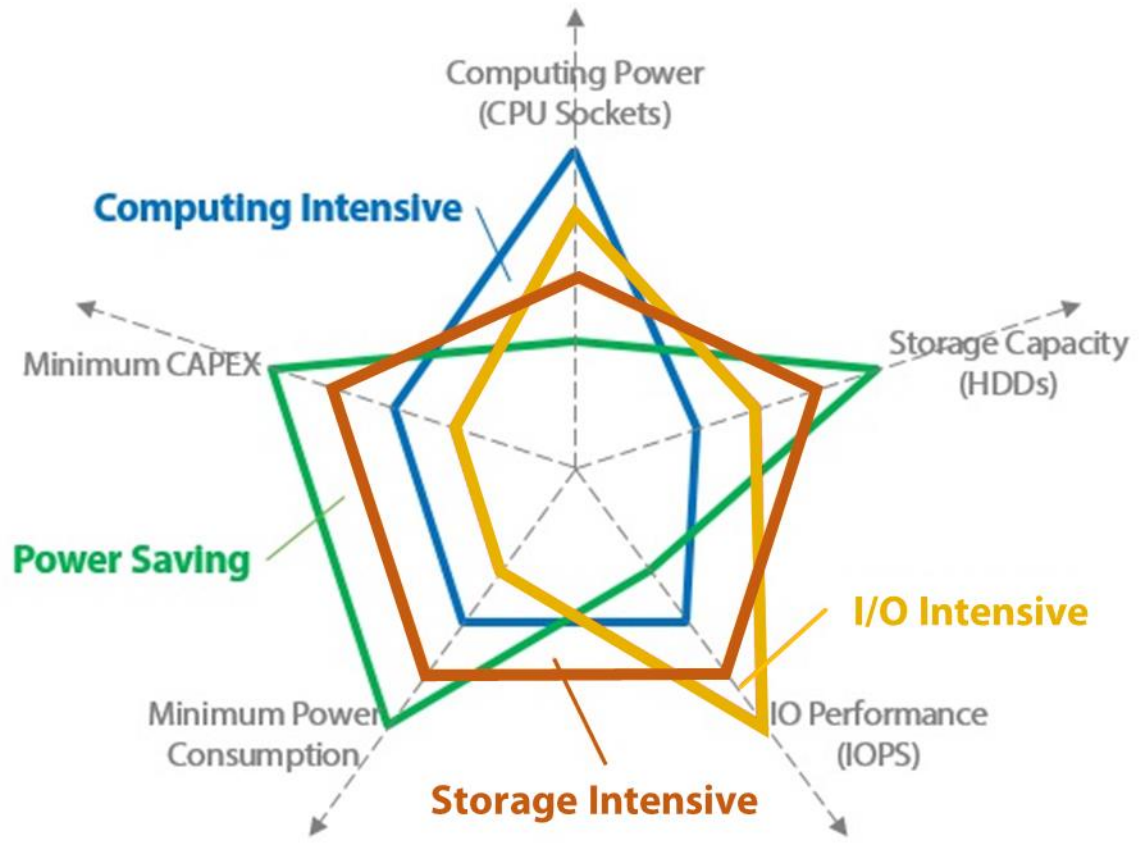 Computing Power
(CPU Sockets)
Computing Intensive
Minimum CAPEX
Storage Capacity
(HDDs)
Power Saving
I/O Intensive
Minimum Power
Consumption
IO Performance
(IOPS)
Storage Intensive